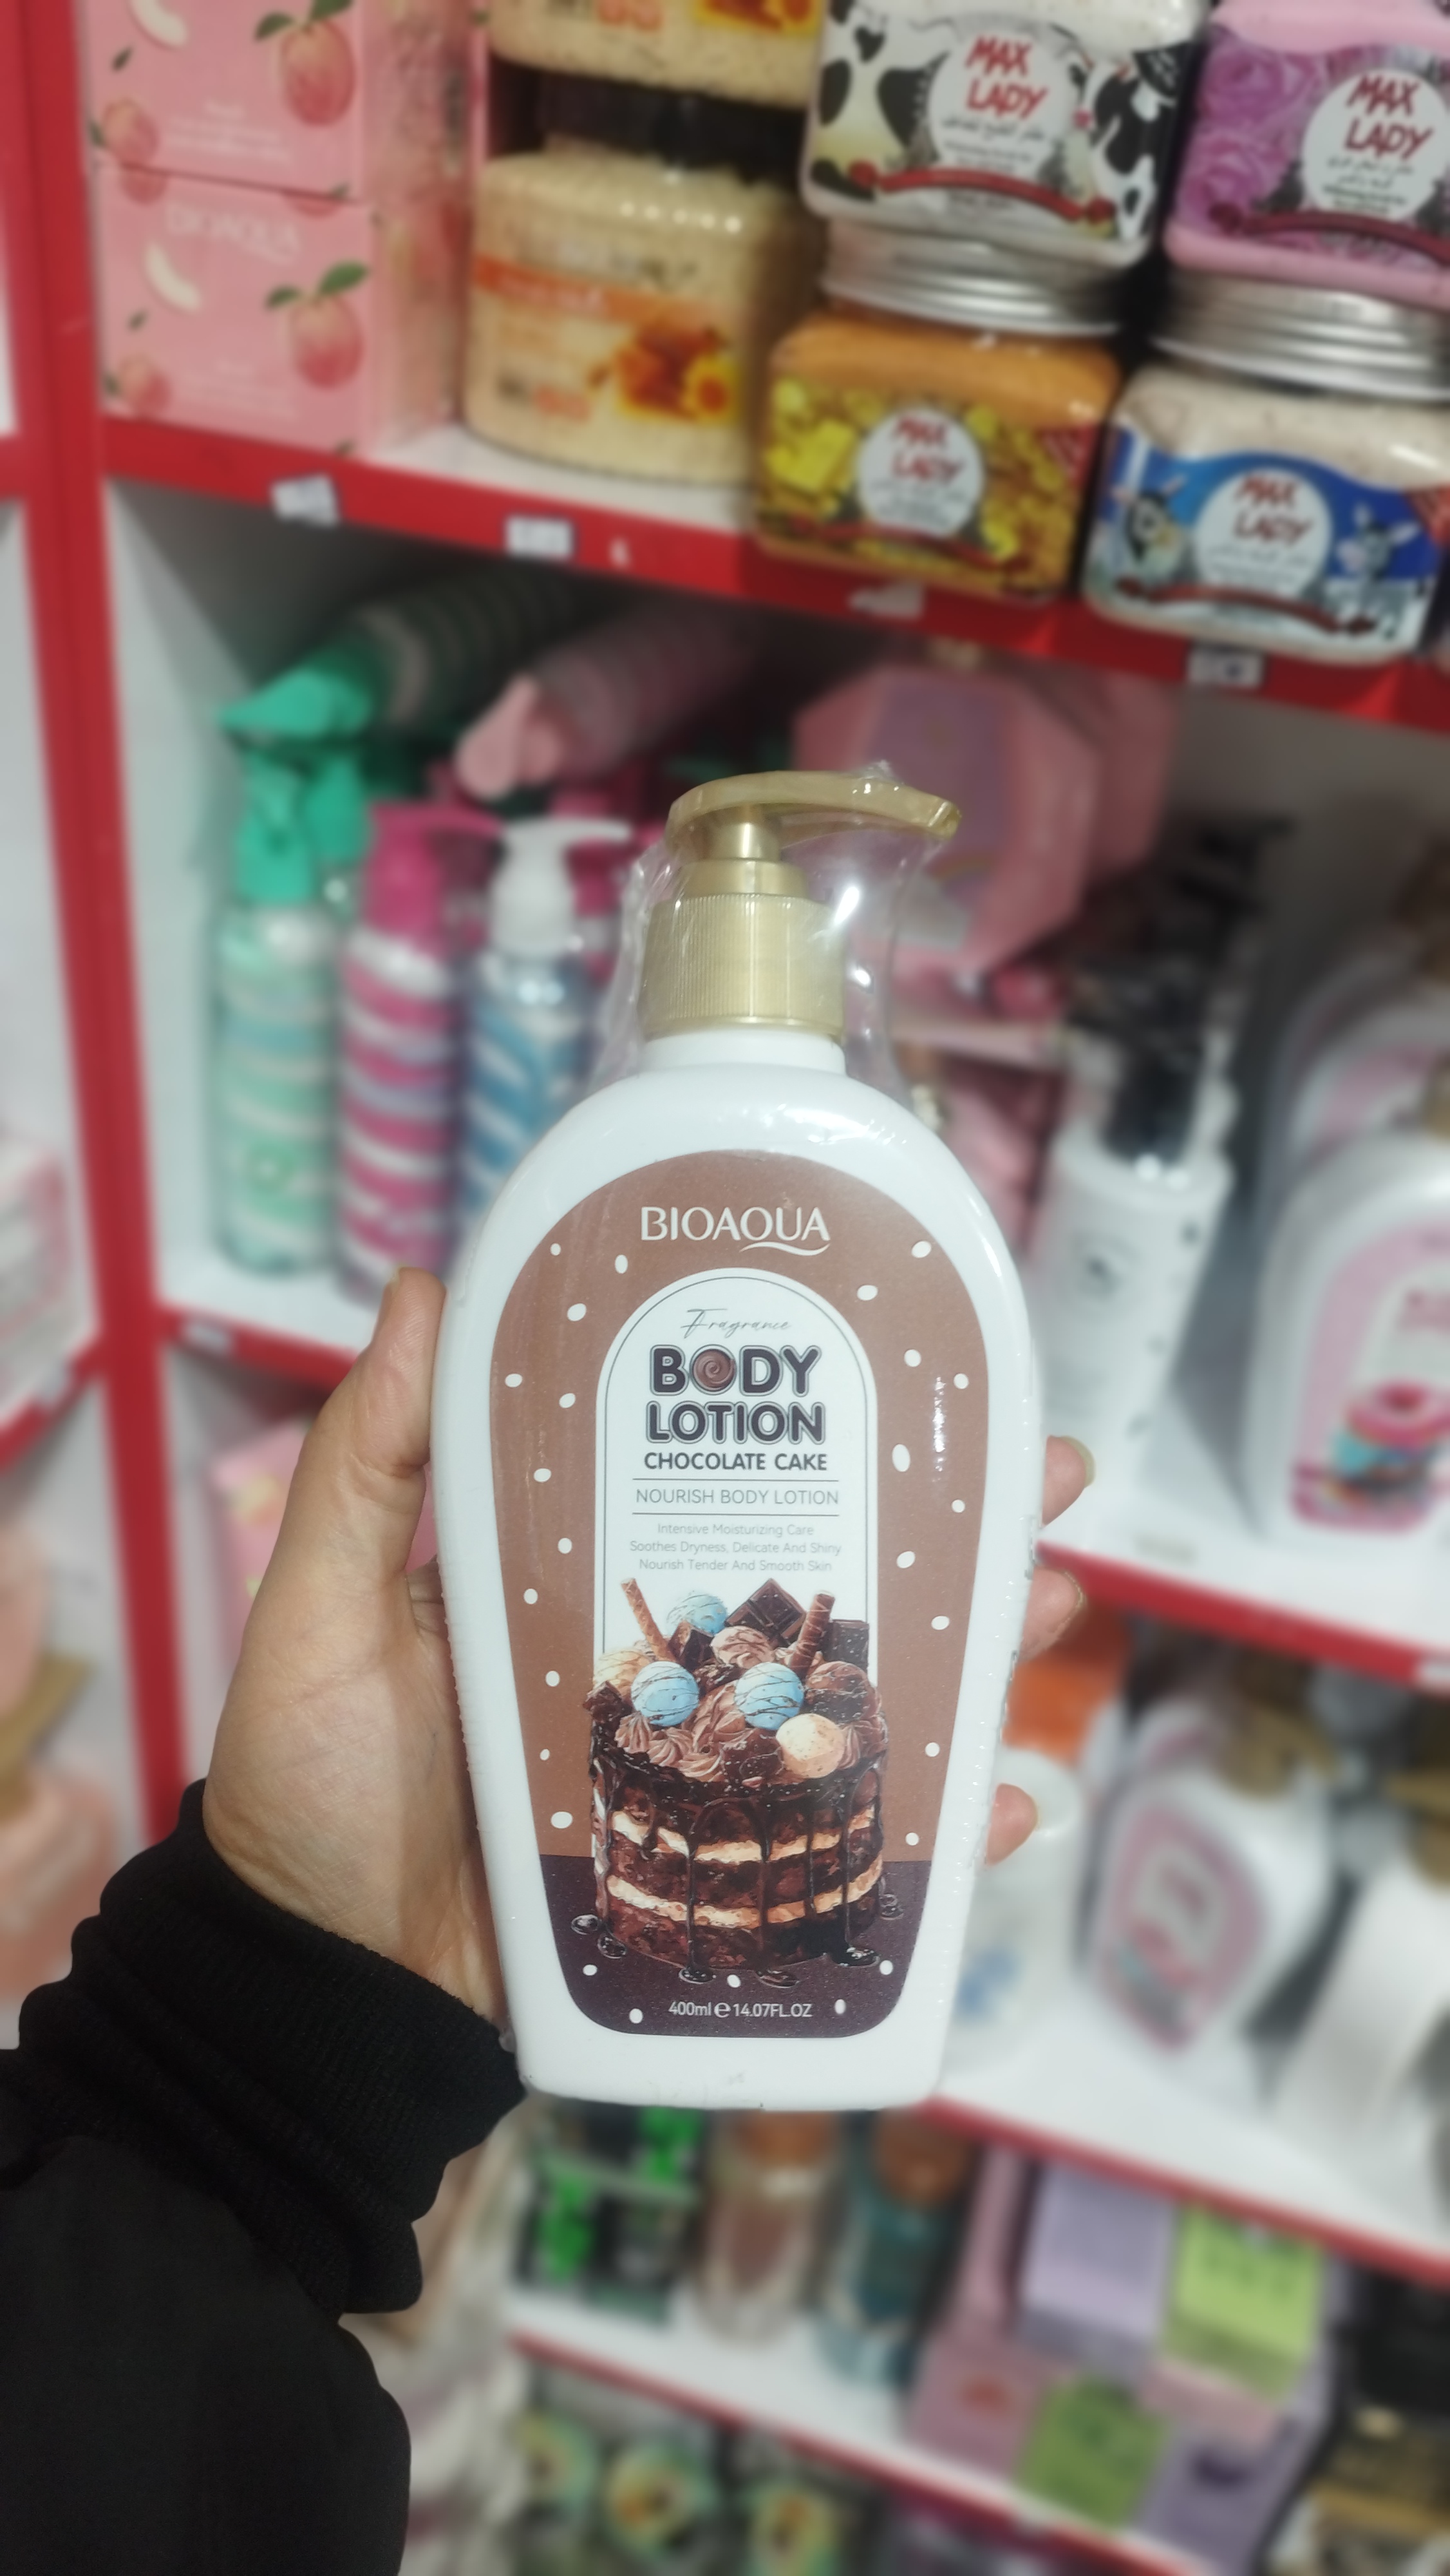 MAX
LADY
MAX
LADY
BIOAQUA
MAX
LADY
MAX
LADY
BIOAQUA
Fragrance
BODY
LOTION
CHOCOLATE CAKE
NOURISH BODY LOTION
Intensive Moisturizing Care
Soothes Dryness, Delicate And Shiny
Nourish Tender And Smooth Skin
400ml ℮ 14.07FL.OZ